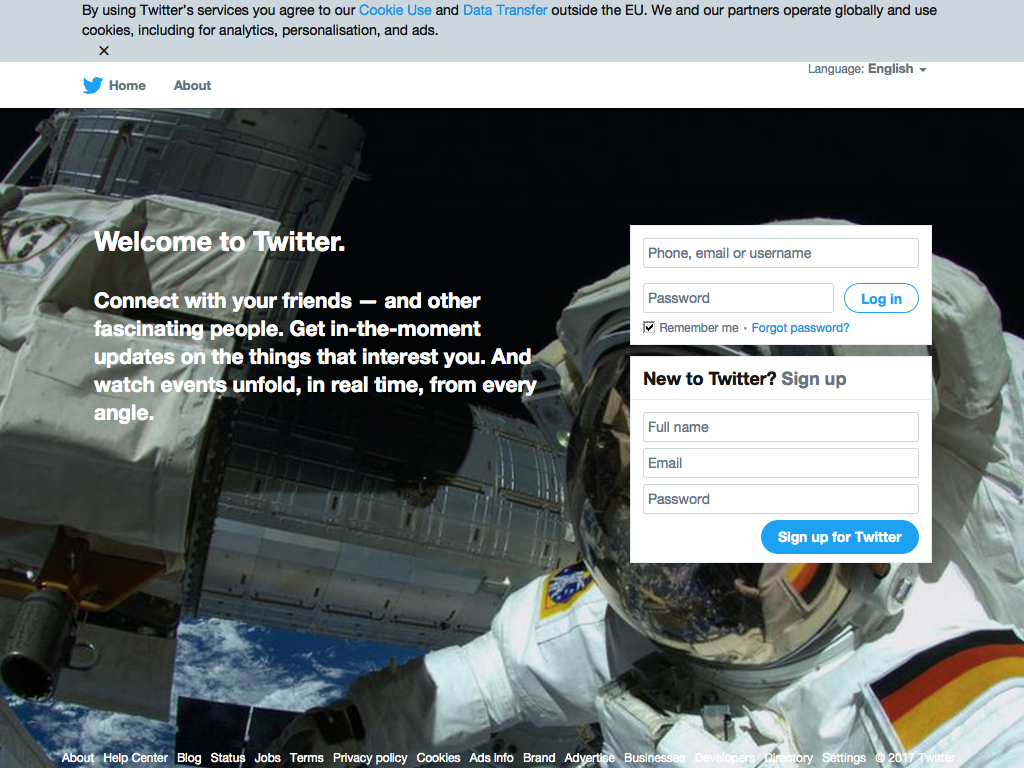 By using Twitter’s services you agree to our Cookie Use and Data Transfer outside the EU. We and our partners operate globally and use
cookies, including for analytics, personalisation, and ads.
Language: English
Home About
Welcome to Twitter.
Connect with your friends — and other
fascinating people. Get in-the-moment
updates on the things that interest you. And
watch events unfold, in real time, from every
angle.
Phone, email or username
Password Log in
Remember me · Forgot password?
New to Twitter? Sign up
Full name
Email
Password
Sign up for Twitter
About Help Center Blog Status Jobs Terms Privacy policy Cookies Ads info Brand Advertise Businesses Developers Directory Settings © 2017 Twitter